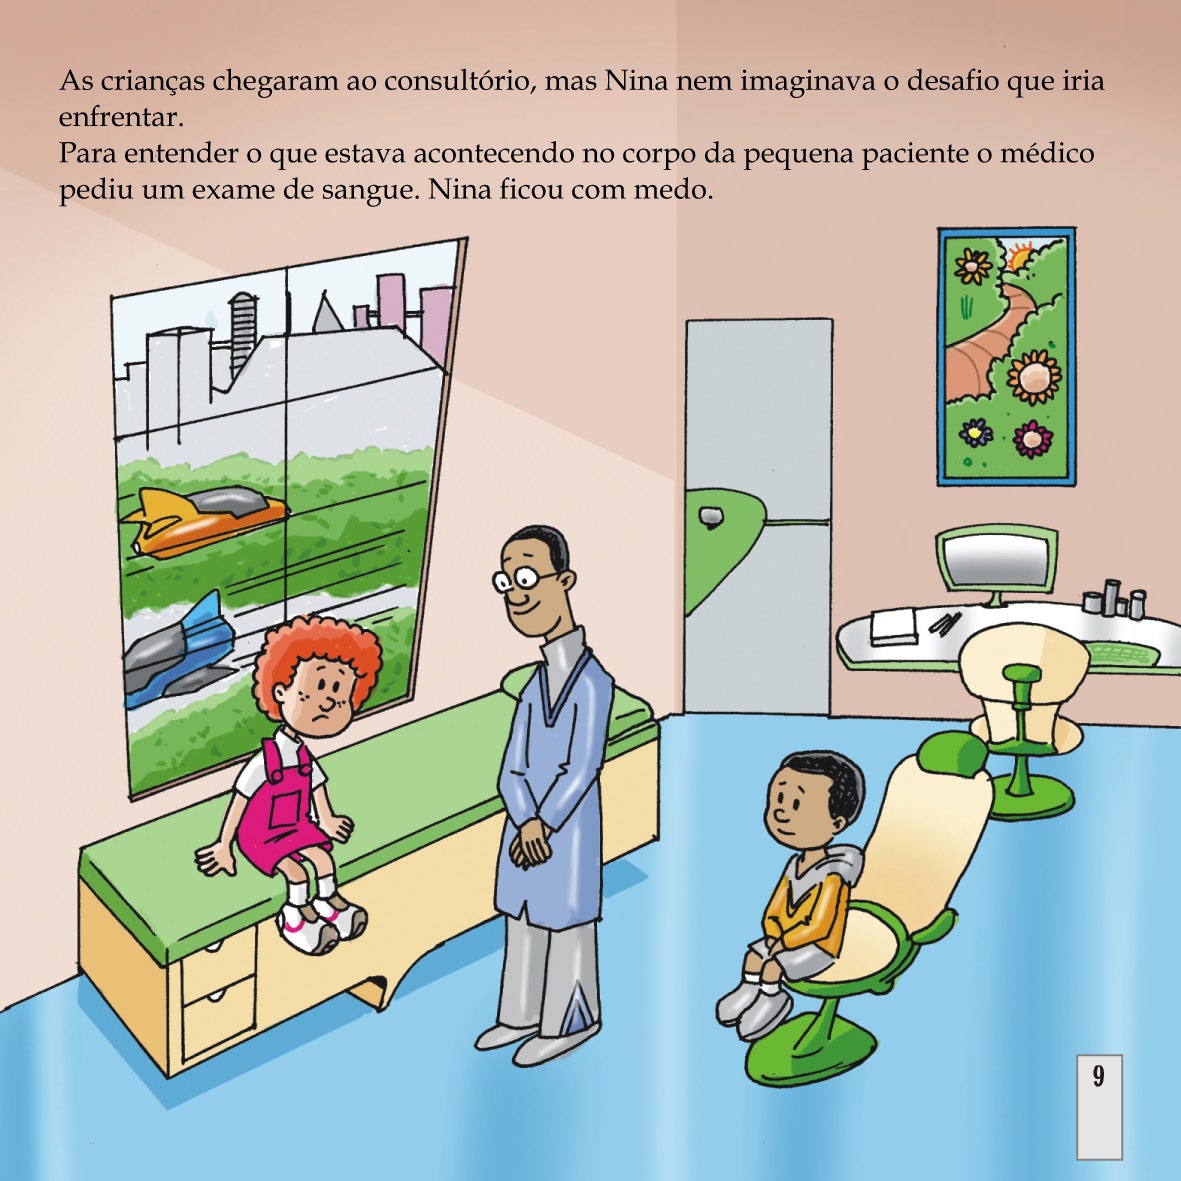 As crianças chegaram ao consultório, mas Nina nem imaginava o desafio que iria
enfrentar.
Para entender o que estava acontecendo no corpo da pequena paciente o médico
pediu um exame de sangue. Nina ficou com medo.
9